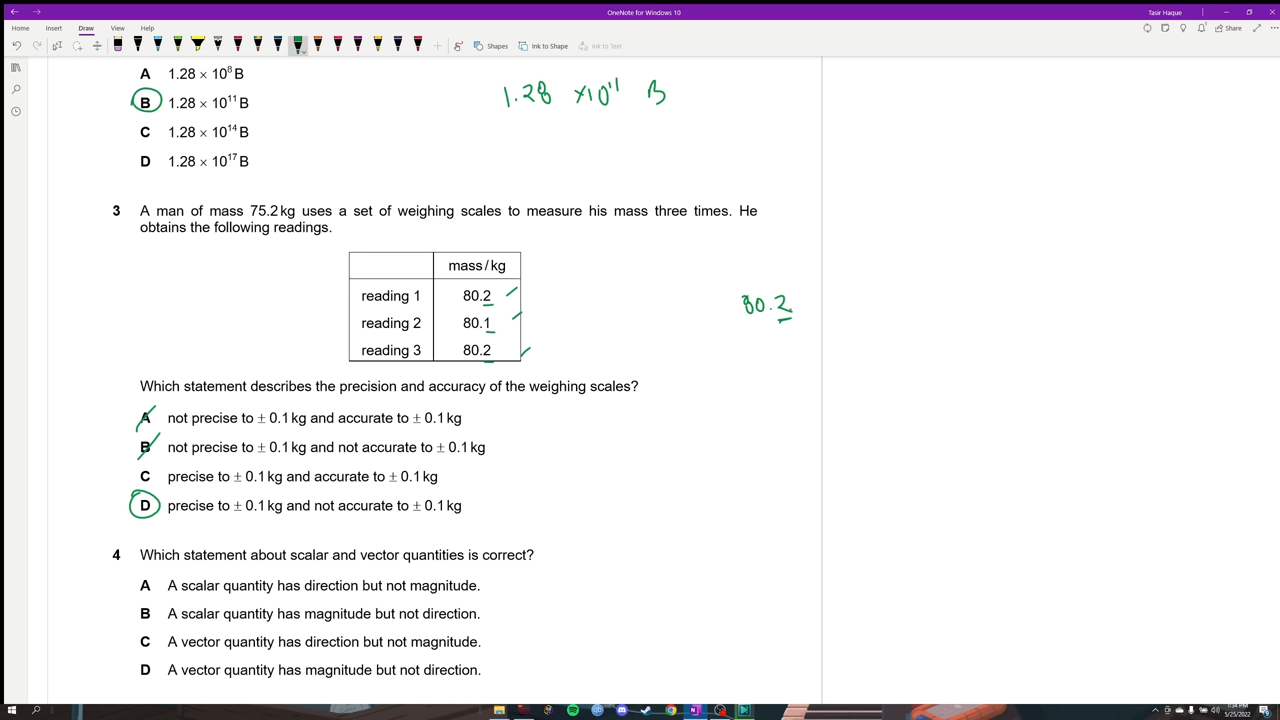 OneNote for Windows 10
Tasir Haque
Home Insert Draw View Help
Share
Shapes Ink to Shape Ink to Text
A 1.28 × 10⁸ B
B 1.28 × 10¹¹ B
1.28 ×10¹¹ B
C 1.28 × 10¹⁴ B
D 1.28 × 10¹⁷ B
3 A man of mass 75.2 kg uses a set of weighing scales to measure his mass three times. He
obtains the following readings.
mass / kg
reading 1 80.2
80.2
reading 2 80.1
reading 3 80.2
Which statement describes the precision and accuracy of the weighing scales?
A not precise to ± 0.1 kg and accurate to ± 0.1 kg
B not precise to ± 0.1 kg and not accurate to ± 0.1 kg
C precise to ± 0.1 kg and accurate to ± 0.1 kg
D precise to ± 0.1 kg and not accurate to ± 0.1 kg
4 Which statement about scalar and vector quantities is correct?
A A scalar quantity has direction but not magnitude.
B A scalar quantity has magnitude but not direction.
C A vector quantity has direction but not magnitude.
D A vector quantity has magnitude but not direction.
5/25/2022